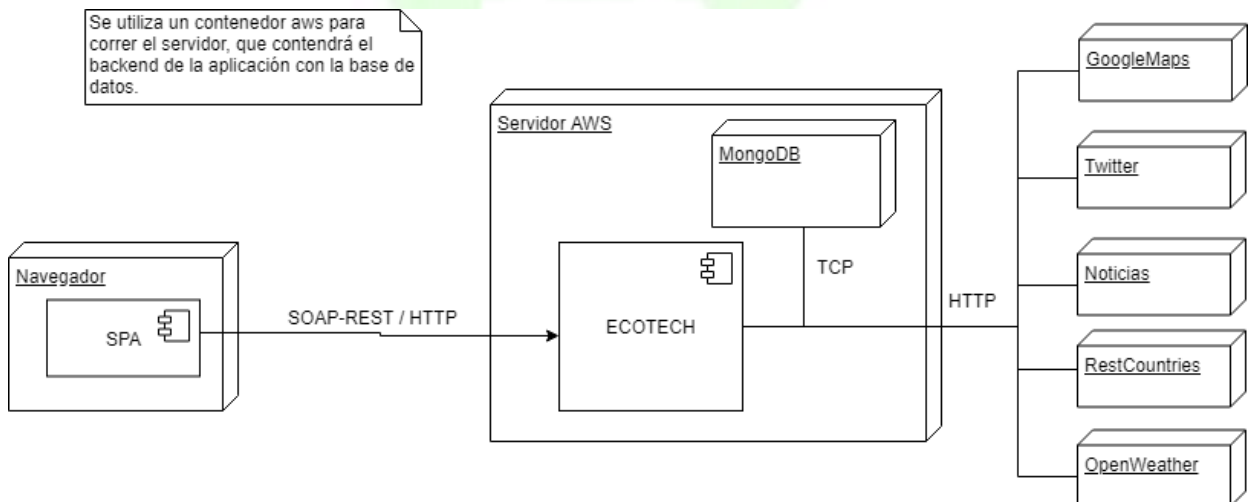 Se utiliza un contenedor aws para
correr el servidor, que contendrá el
backend de la aplicación con la base de
datos.
GoogleMaps
Servidor AWS
MongoDB
Twitter
Navegador
SPA
SOAP-REST / HTTP
ECOTECH
TCP
HTTP
Noticias
RestCountries
OpenWeather